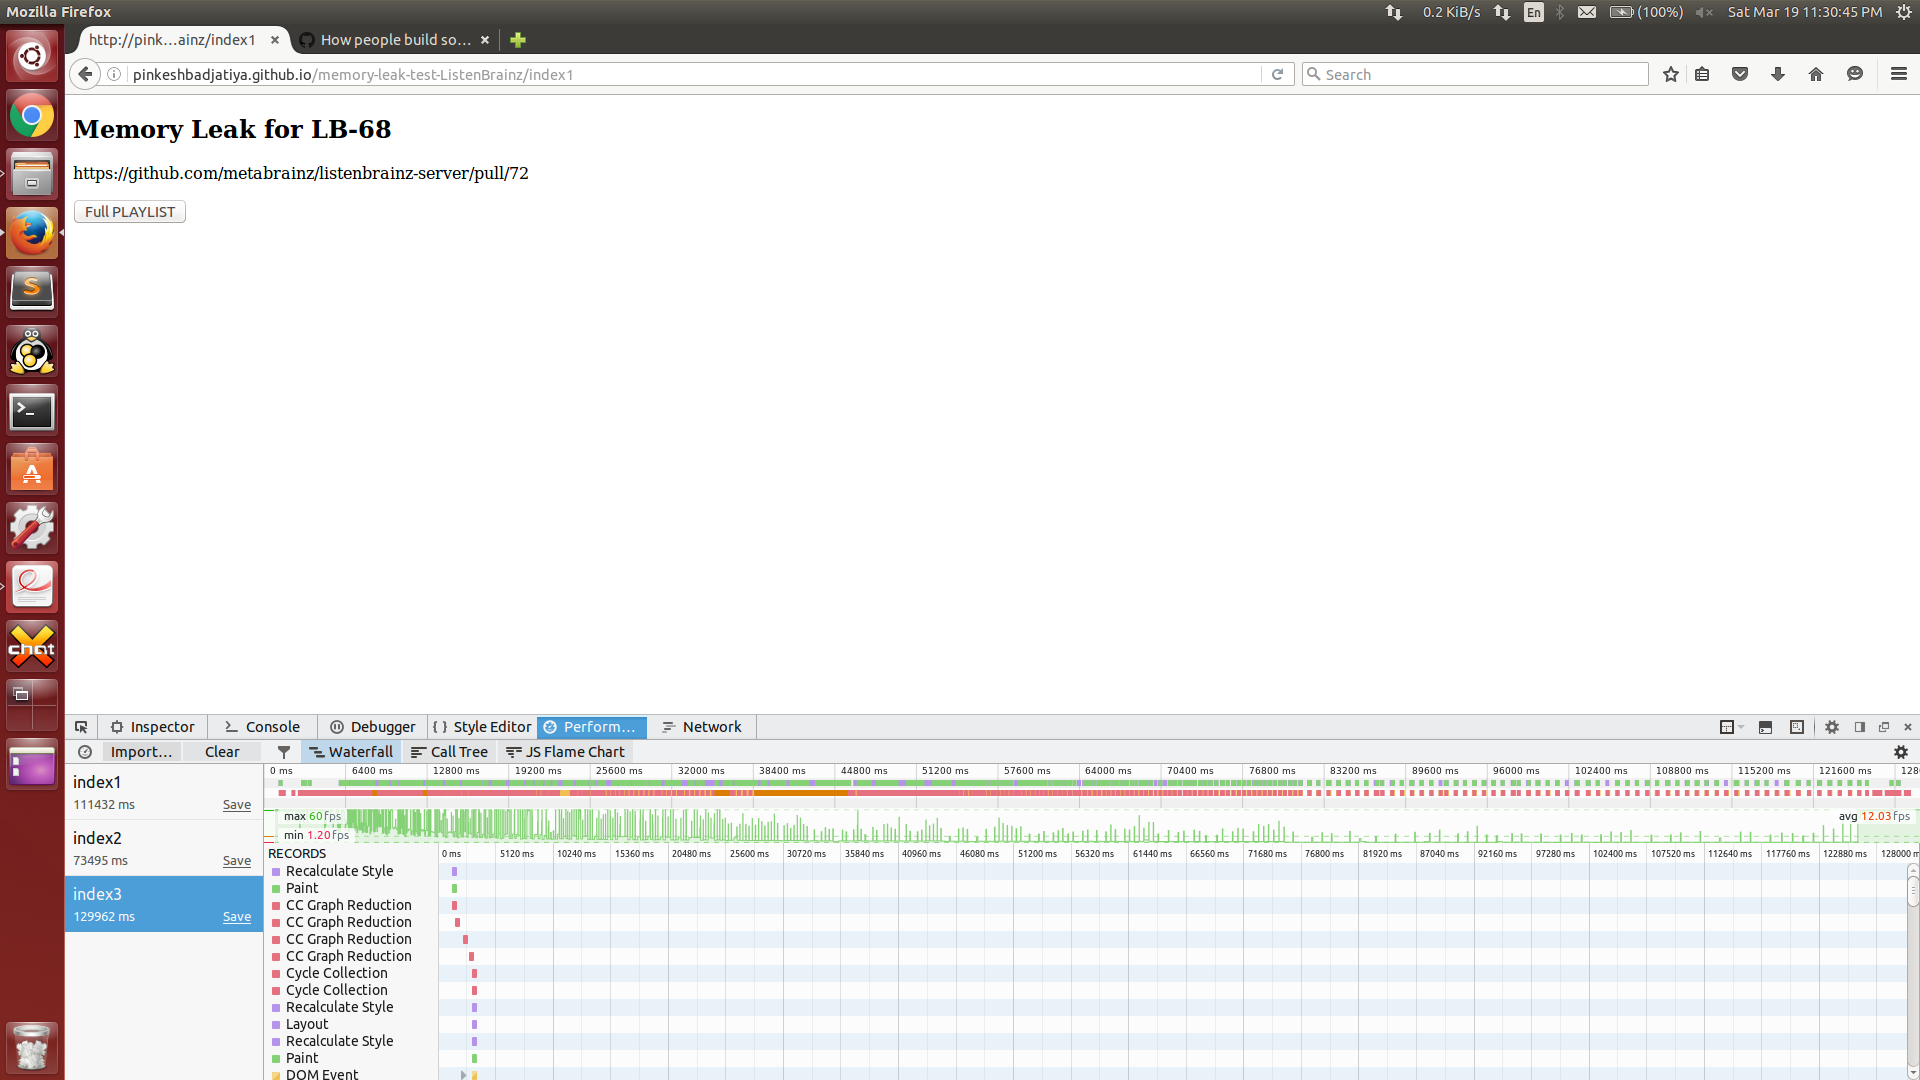 Mozilla Firefox
0.2 KiB/s En (100%) Sat Mar 19 11:30:45 PM
http://pink...ainz/index1 How people build so...
pinkeshbadjatiya.github.io/memory-leak-test-ListenBrainz/index1 Search
Memory Leak for LB-68
https://github.com/metabrainz/listenbrainz-server/pull/72
Full PLAYLIST
S
A
chat
Inspector Console Debugger Style Editor Perform... Network
Import... Clear Waterfall Call Tree JS Flame Chart
index1
111432 ms Save
index2
73495 ms Save
index3
129962 ms Save
0 ms 6400 ms 12800 ms 19200 ms 25600 ms 32000 ms 38400 ms 44800 ms 51200 ms 57600 ms 64000 ms 70400 ms 76800 ms 83200 ms 89600 ms 96000 ms 102400 ms 108800 ms 115200 ms 121600 ms 128
max 60 fps avg 12.03 fps
min 1.20 fps
RECORDS 0 ms 5120 ms 10240 ms 15360 ms 20480 ms 25600 ms 30720 ms 35840 ms 40960 ms 46080 ms 51200 ms 56320 ms 61440 ms 66560 ms 71680 ms 76800 ms 81920 ms 87040 ms 92160 ms 97280 ms 102400 ms 107520 ms 112640 ms 117760 ms 122880 ms 128000 m
Recalculate Style
Paint
CC Graph Reduction
CC Graph Reduction
CC Graph Reduction
CC Graph Reduction
Cycle Collection
Cycle Collection
Recalculate Style
Layout
Recalculate Style
Paint
DOM Event